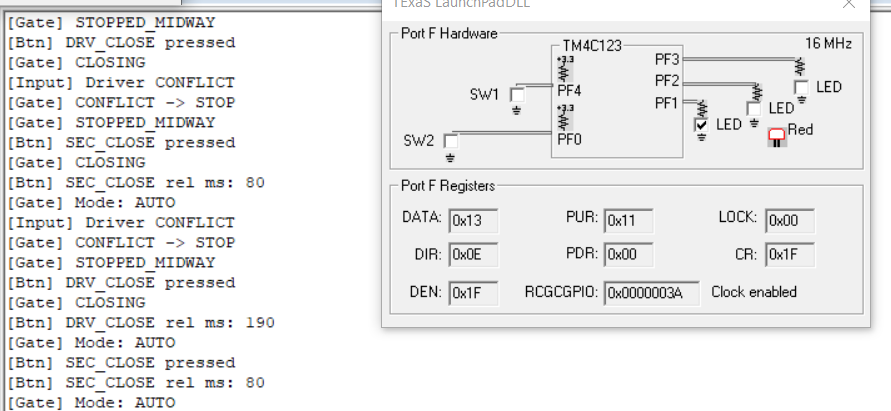 [Gate] STOPPED_MIDWAY
[Btn] DRV_CLOSE pressed
[Gate] CLOSING
[Input] Driver CONFLICT
[Gate] CONFLICT -> STOP
[Gate] STOPPED_MIDWAY
[Btn] SEC_CLOSE pressed
[Gate] CLOSING
[Btn] SEC_CLOSE rel ms: 80
[Gate] Mode: AUTO
[Input] Driver CONFLICT
[Gate] CONFLICT -> STOP
[Gate] STOPPED_MIDWAY
[Btn] DRV_CLOSE pressed
[Gate] CLOSING
[Btn] DRV_CLOSE rel ms: 190
[Gate] Mode: AUTO
[Btn] SEC_CLOSE pressed
[Btn] SEC_CLOSE rel ms: 80
[Gate] Mode: AUTO
TExaS LaunchPadDLL
Port F Hardware
TM4C123
16 MHz
+3.3
PF3
PF2
PF1
PF4
+3.3
PF0
SW1
SW2
LED
LED
LED
Red
Port F Registers
DATA: 0x13 PUR: 0x11 LOCK: 0x00
DIR: 0x0E PDR: 0x00 CR: 0x1F
DEN: 0x1F RCGCGPIO: 0x0000003A Clock enabled